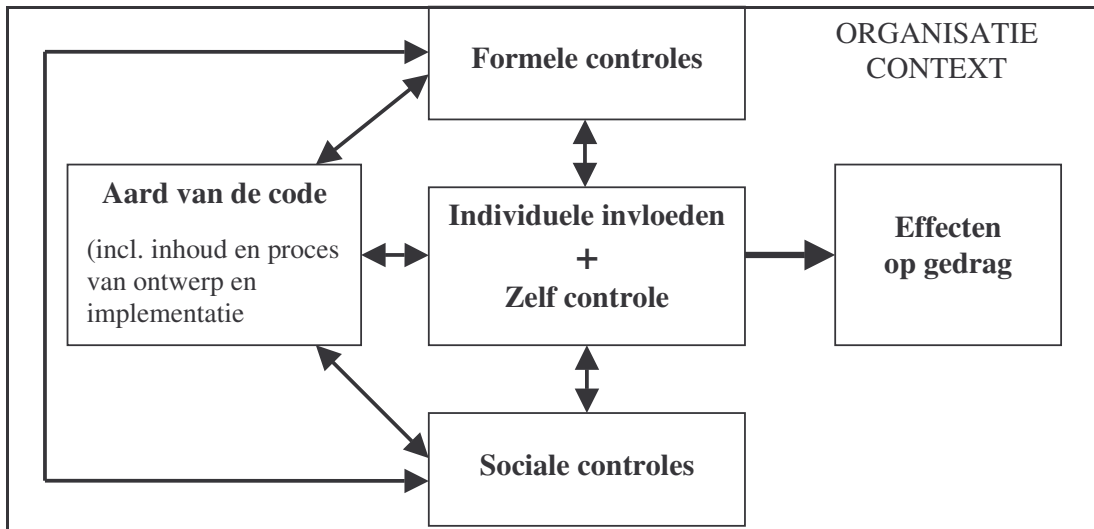 Formele controles
ORGANISATIE
CONTEXT
Aard van de code
(incl. inhoud en proces
van ontwerp en
implementatie
Individuele invloeden
+
Zelf controle
Effecten
op gedrag
Sociale controles